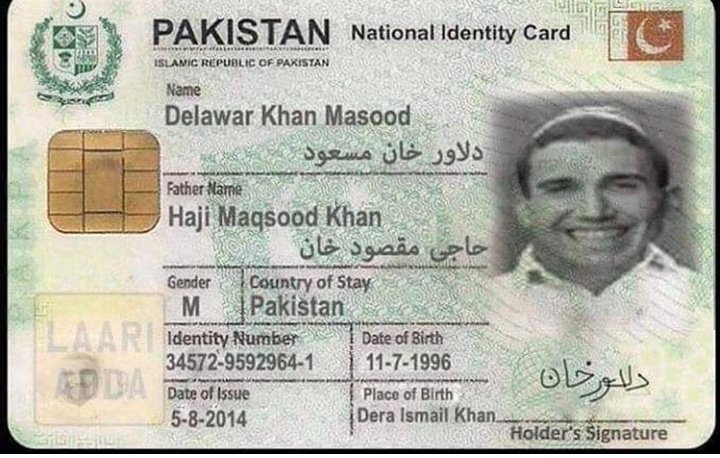 PAKISTAN National Identity Card
ISLAMIC REPUBLIC OF PAKISTAN
Name
Delawar Khan Masood
دلاور خان مسعود
Father Name
Haji Maqsood Khan
حاجی مقصود خان
Gender Country of Stay
M Pakistan
LAARI ADDA
Identity Number Date of Birth
34572-9592964-1 11-7-1996
Date of Issue Place of Birth
5-8-2014 Dera Ismail Khan
دلاور خان
Holder's Signature